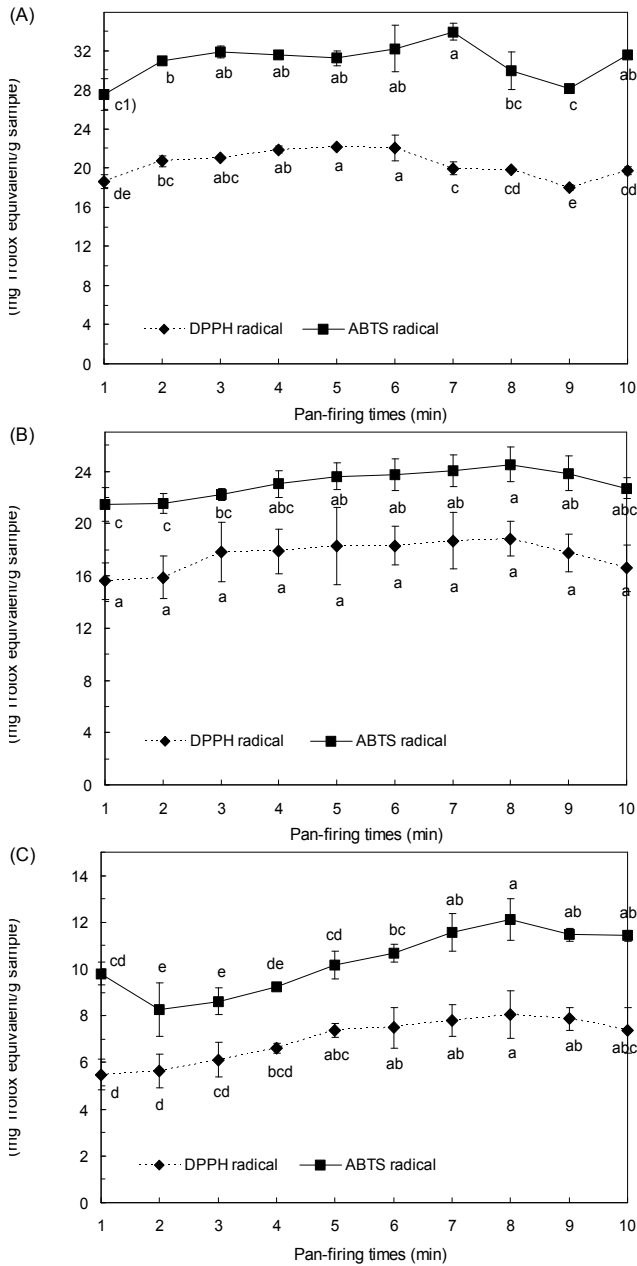 (A)
(mg Trolox equivalent/g sample)
36
32
28
24
20
16
12
8
4
0
c1)
b
ab
ab
ab
ab
a
bc
c
ab
de
bc
abc
ab
a
a
c
cd
e
cd
DPPH radical
ABTS radical
1 2 3 4 5 6 7 8 9 10
Pan-firing times (min)
(B)
(mg Trolox equivalent/g sample)
24
20
16
12
8
4
0
c
c
bc
abc
ab
ab
ab
a
ab
abc
a
a
a
a
a
a
a
a
a
a
DPPH radical
ABTS radical
1 2 3 4 5 6 7 8 9 10
Pan-firing times (min)
(C)
(mg Trolox equivalent/g sample)
14
12
10
8
6
4
2
0
cd
e
e
de
cd
bc
ab
a
ab
ab
d
d
cd
bcd
abc
ab
ab
a
ab
abc
DPPH radical
ABTS radical
1 2 3 4 5 6 7 8 9 10
Pan-firing times (min)